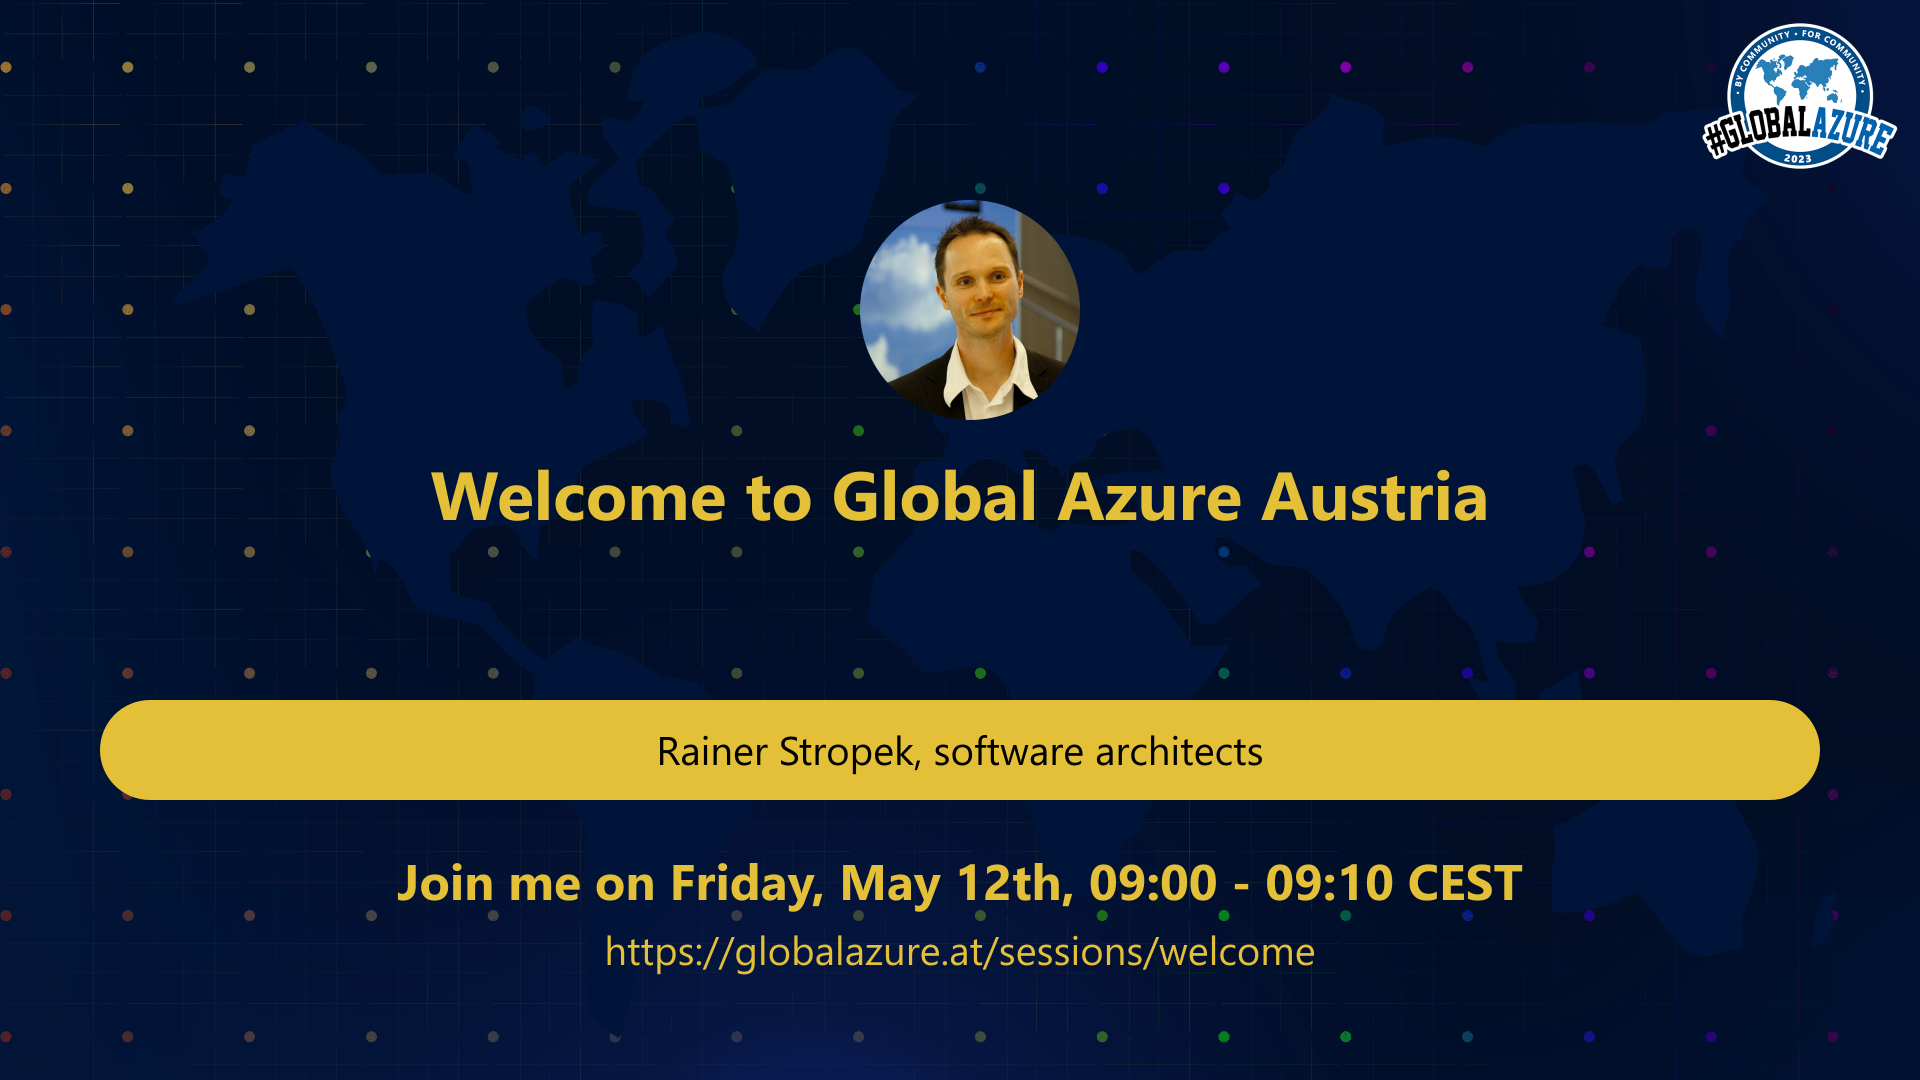 • BY COMMUNITY • FOR COMMUNITY •
#GLOBALAZURE
2023
Welcome to Global Azure Austria
Rainer Stropek, software architects
Join me on Friday, May 12th, 09:00 - 09:10 CEST
https://globalazure.at/sessions/welcome